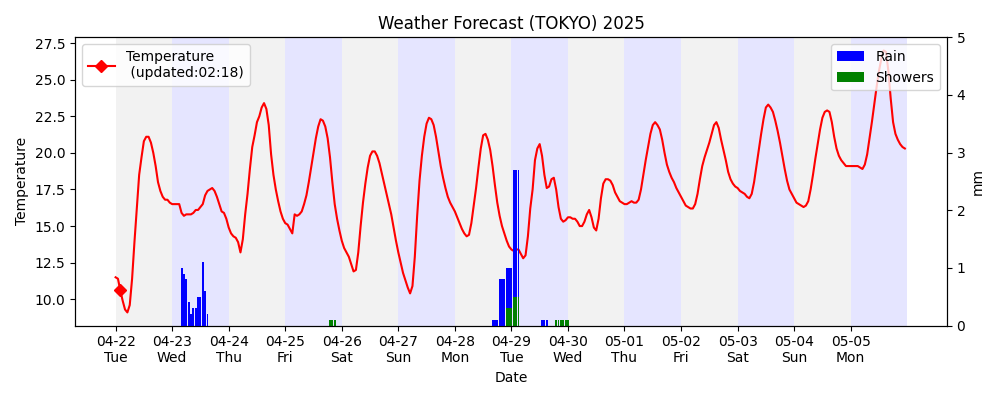 Weather Forecast (TOKYO) 2025
Temperature
(updated:02:18)
Rain
Showers
27.5
25.0
22.5
20.0
17.5
15.0
12.5
10.0
Temperature
5
4
3
2
1
0
mm
04-22 04-23 04-24 04-25 04-26 04-27 04-28 04-29 04-30 05-01 05-02 05-03 05-04 05-05
Tue Wed Thu Fri Sat Sun Mon Tue Wed Thu Fri Sat Sun Mon
Date